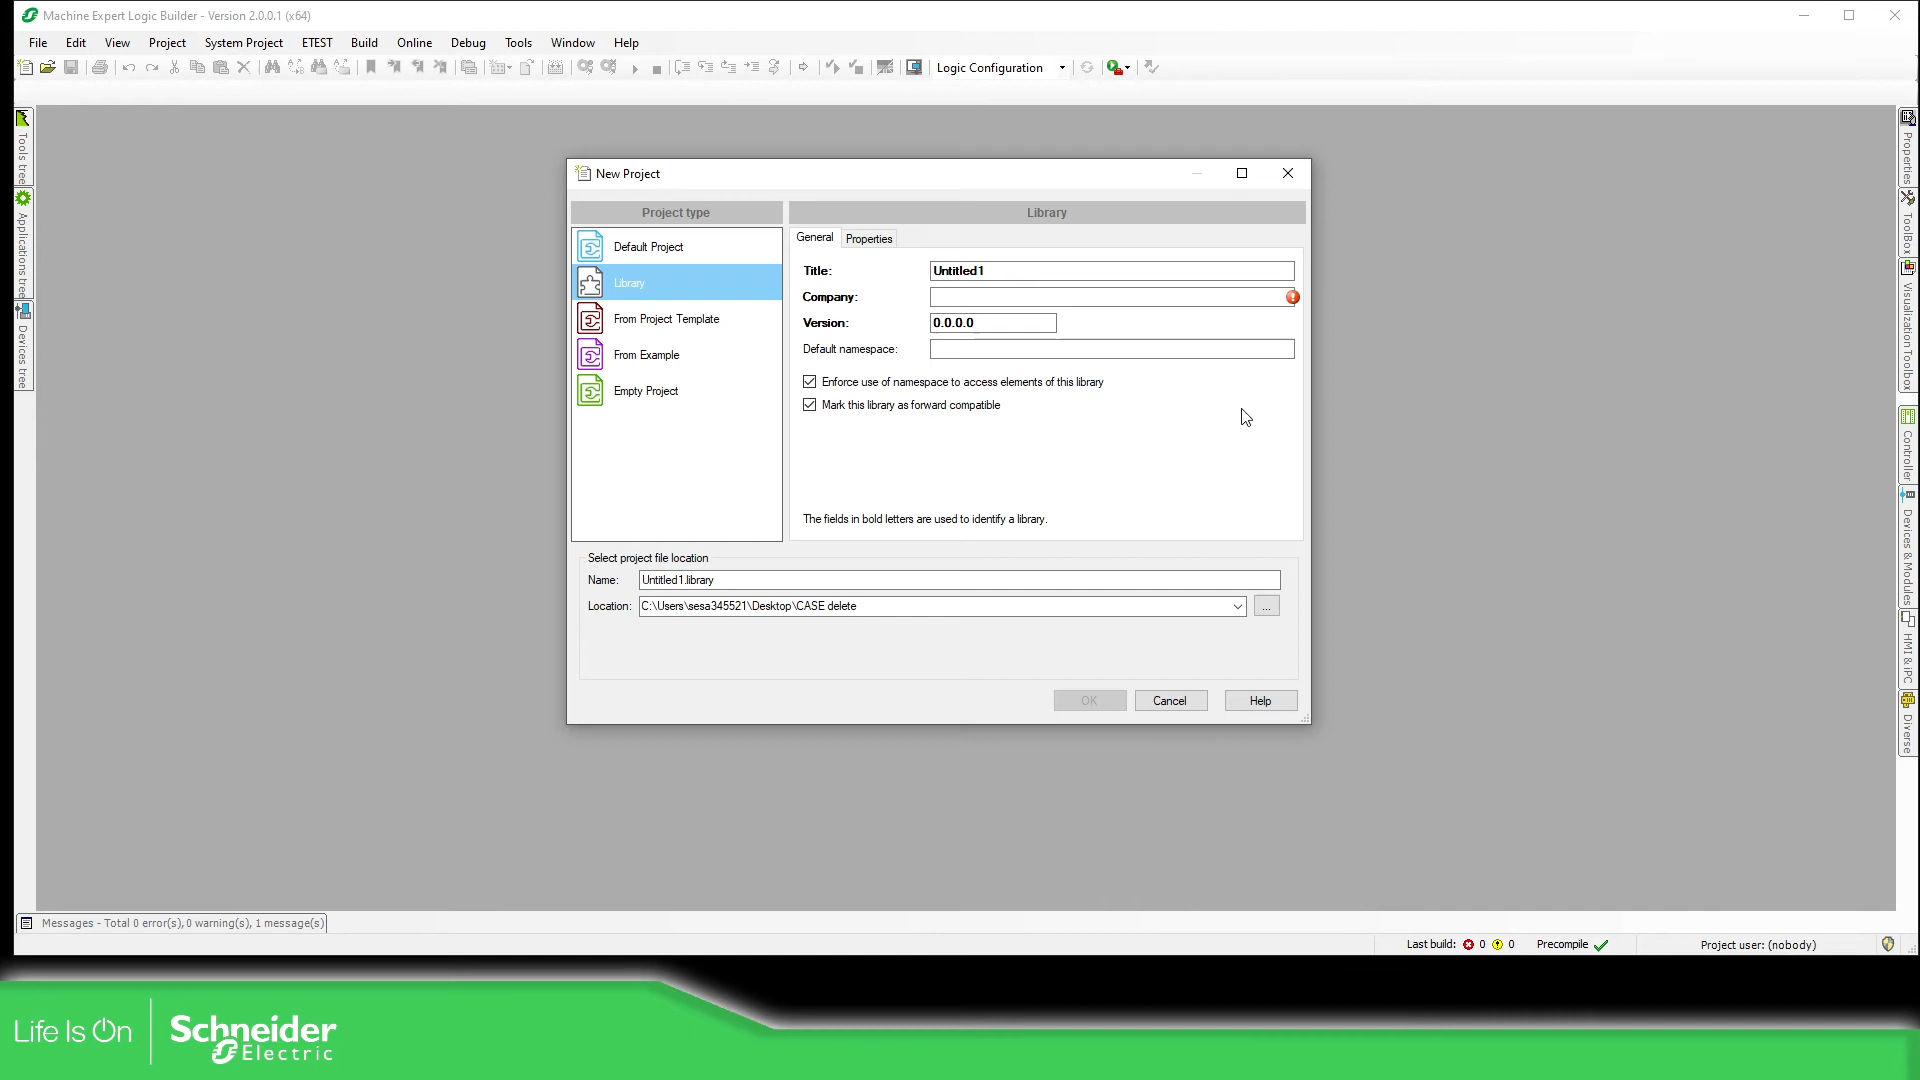 Machine Expert Logic Builder - Version 2.0.0.1 (x64)
File Edit View Project System Project ETEST Build Online Debug Tools Window Help
Logic Configuration
Tools tree
Applications tree
Devices tree
New Project
Project type
Default Project
Library
From Project Template
From Example
Empty Project
Library
General Properties
Title: Untitled1
Company:
Version: 0.0.0.0
Default namespace:
Enforce use of namespace to access elements of this library
Mark this library as forward compatible
The fields in bold letters are used to identify a library.
Select project file location
Name: Untitled1.library
Location: C:\Users\sesa345521\Desktop\CASE delete ...
OK Cancel Help
Properties
ToolBox
Visualization Toolbox
Controller
Devices & Modules
HMI & iPC
Diverse
Messages - Total 0 error(s), 0 warning(s), 1 message(s)
Last build: 0 0 Precompile Project user: (nobody)
Life Is On Schneider
Electric